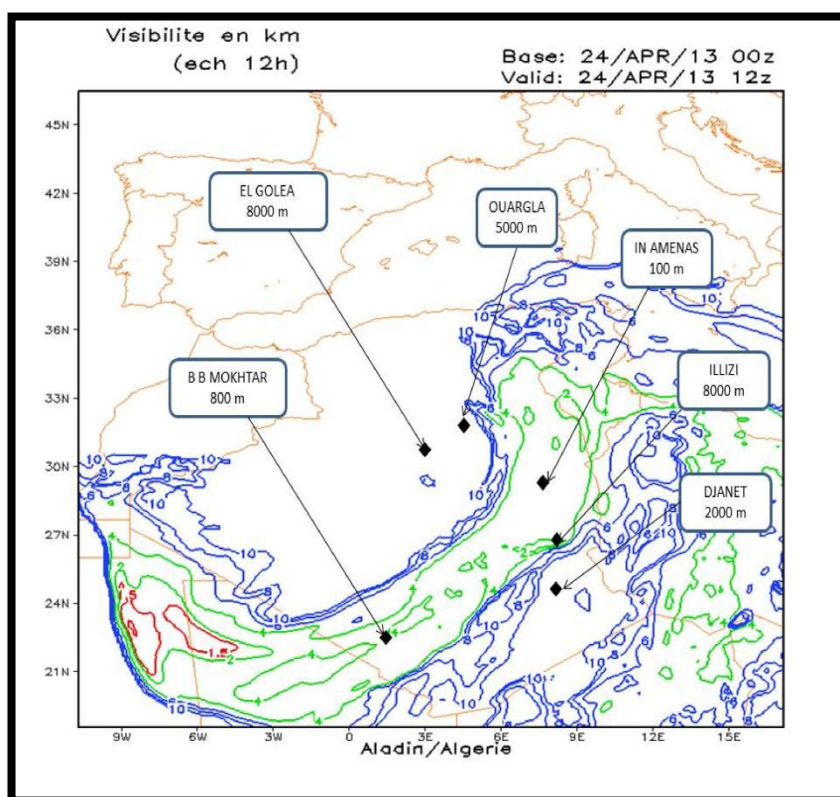 Visibilite en km
(ech 12h)
Base: 24/APR/13 00z
Valid: 24/APR/13 12z
45N
42N
39N
36N
33N
30N
27N
24N
21N
EL GOLEA
8000 m
OUARGLA
5000 m
IN AMENAS
100 m
B B MOKHTAR
800 m
ILLIZI
8000 m
DJANET
2000 m
9W 6W 3W 0 3E 6E 9E 12E 15E
Aladin/Algerie